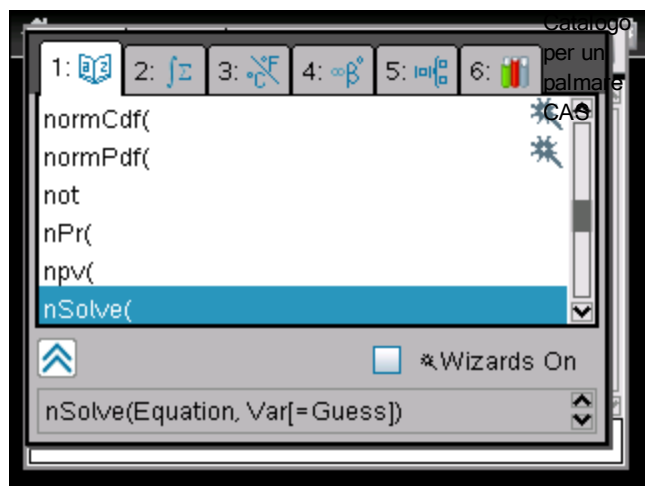 Catalogo
per un
palmare
CAS
1:
2: ∫Σ
3: °C°F
4: ∞β°
5:
6:
normCdf(
normPdf(
not
nPr(
npv(
nSolve(
Wizards On
nSolve(Equation, Var[=Guess])